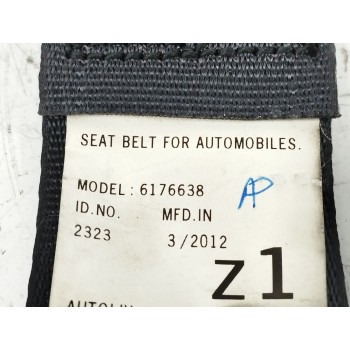 SEAT BELT FOR AUTOMOBILES.
MODEL: 6176638
AP
ID.NO. MFD.IN
2323 3/2012
z1